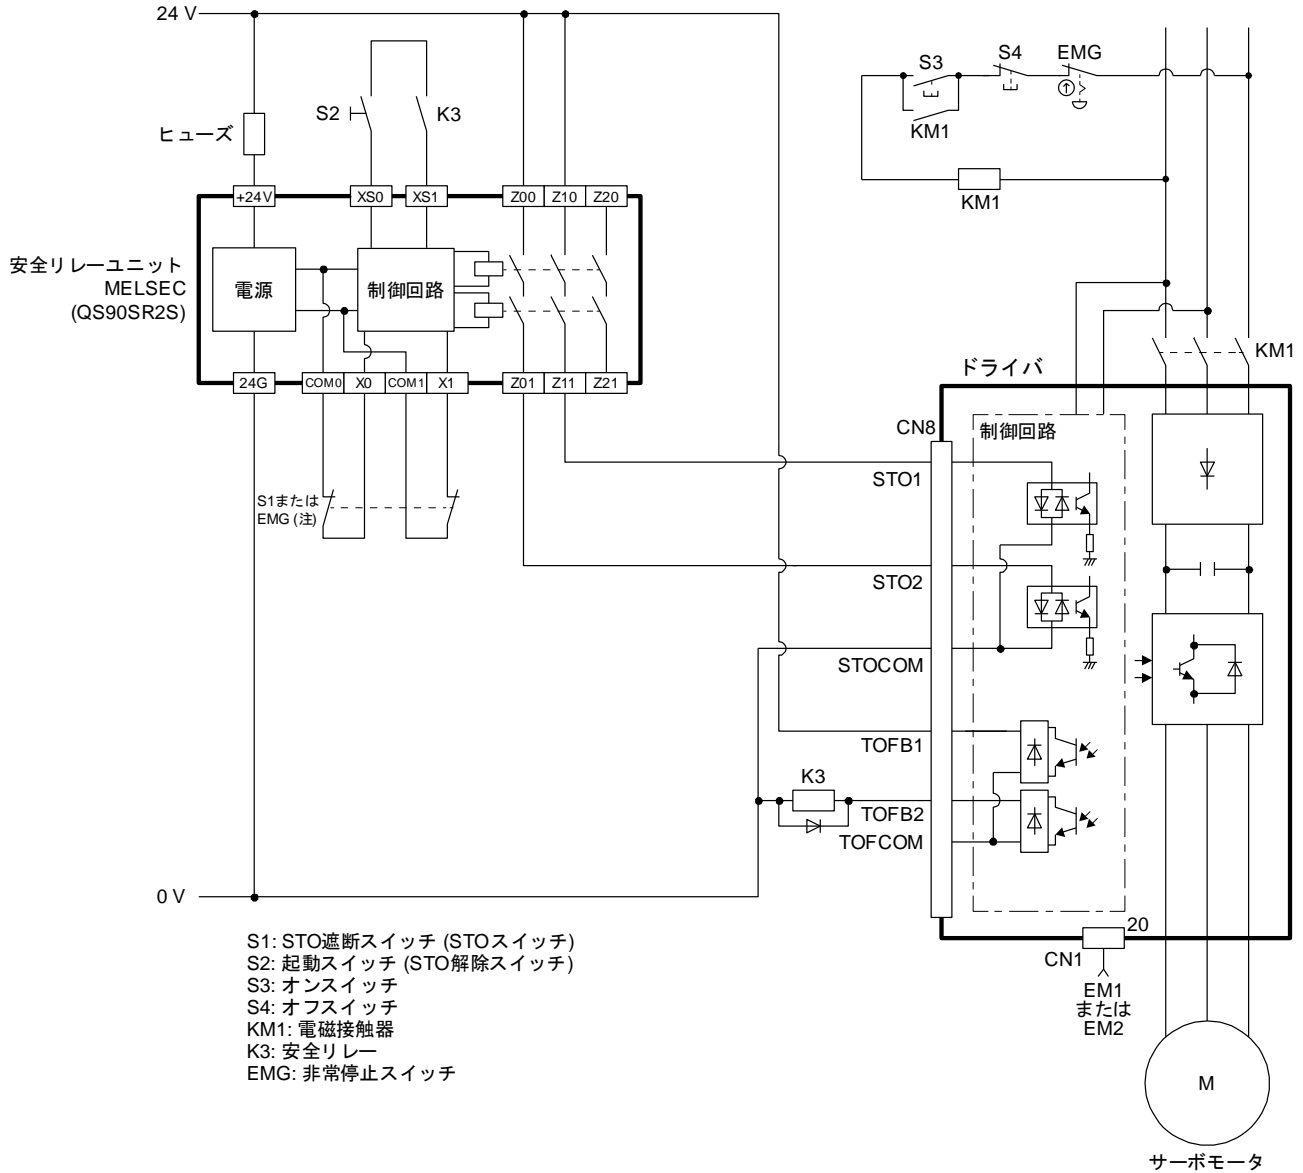 24 V
S3
S4
EMG
S2
K3
KM1
ヒューズ
KM1
+24V
XS0
XS1
Z00
Z10
Z20
安全リレーユニット
MELSEC
(QS90SR2S)
電源
制御回路
KM1
ドライバ
24G
COM0
X0
COM1
X1
Z01
Z11
Z21
CN8
制御回路
STO1
S1または
EMG (注)
STO2
STOCOM
TOFB1
K3
TOFB2
TOFCOM
0 V
20
CN1
EM1
または
EM2
S1: STO遮断スイッチ (STOスイッチ)
S2: 起動スイッチ (STO解除スイッチ)
S3: オンスイッチ
S4: オフスイッチ
KM1: 電磁接触器
K3: 安全リレー
EMG: 非常停止スイッチ
M
サーボモータ